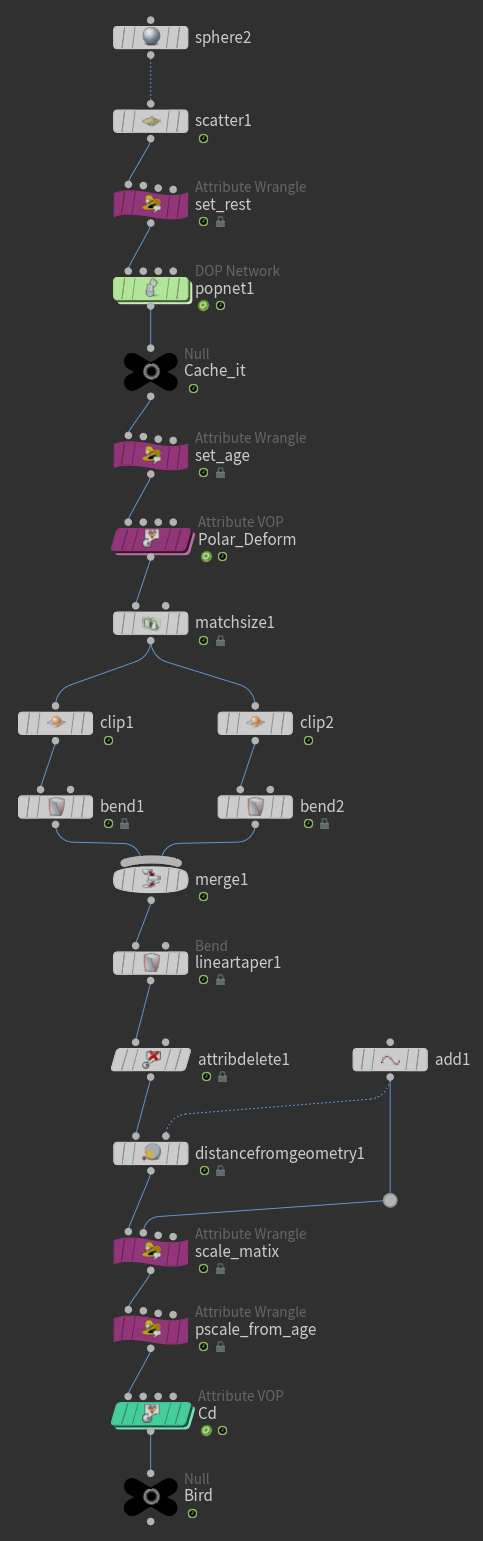 sphere2
scatter1
Attribute Wrangle
set_rest
DOP Network
popnet1
Null
Cache_it
Attribute Wrangle
set_age
Attribute VOP
Polar_Deform
matchsize1
clip1
clip2
bend1
bend2
merge1
Bend
lineartaper1
attribdelete1
add1
distancefromgeometry1
Attribute Wrangle
scale_matix
Attribute Wrangle
pscale_from_age
Attribute VOP
Cd
Null
Bird